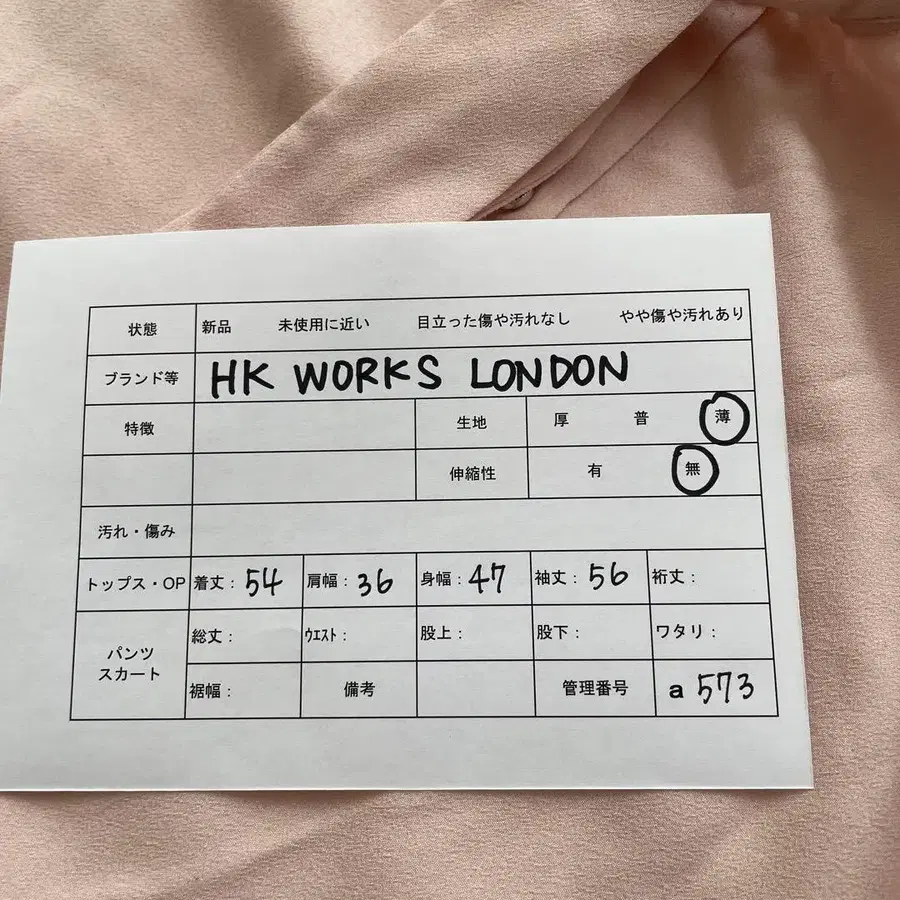 状態 新品 未使用に近い 目立った傷や汚れなし やや傷や汚れあり
ブランド等 HK WORKS LONDON
特徴 生地 厚 普 薄
伸縮性 有 無
汚れ・傷み
トップス・OP 着丈：54 肩幅：36 身幅：47 袖丈：56 裄丈：
パンツ スカート 総丈： ウエスト： 股上： 股下： ワタリ：
裾幅： 備考 管理番号 a 573